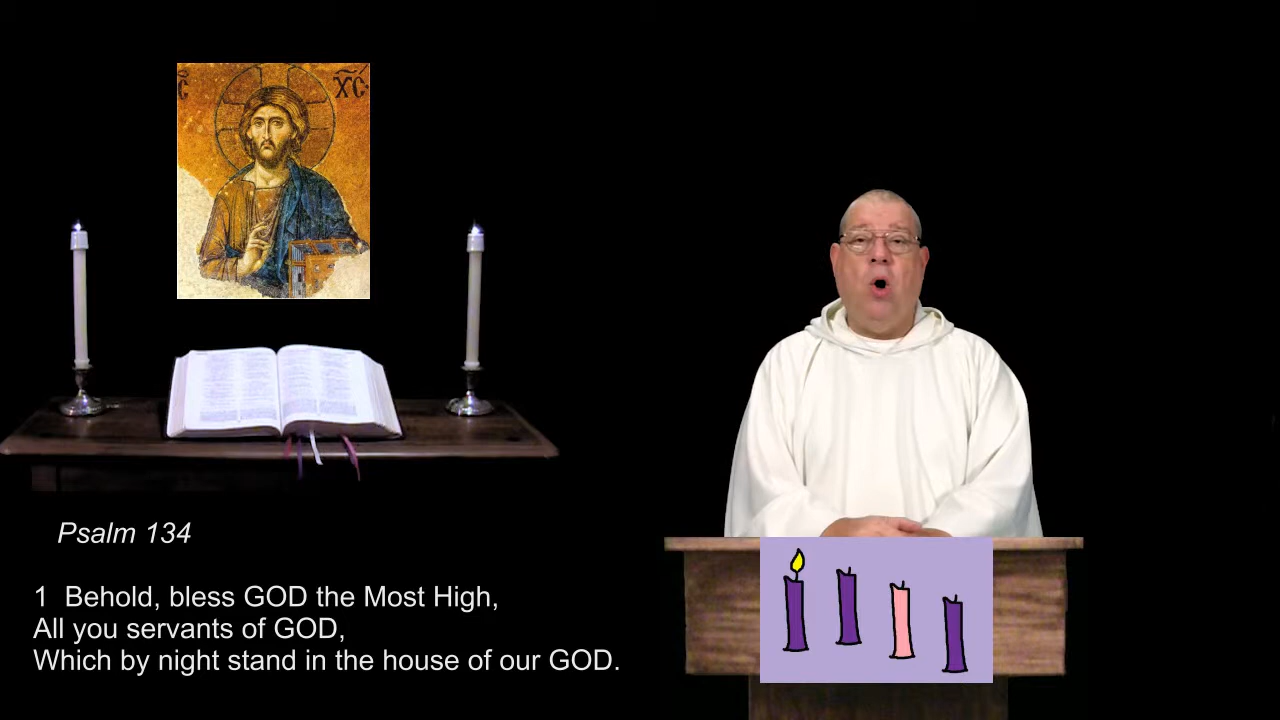 ΧC
Psalm 134
1 Behold, bless GOD the Most High,
All you servants of GOD,
Which by night stand in the house of our GOD.